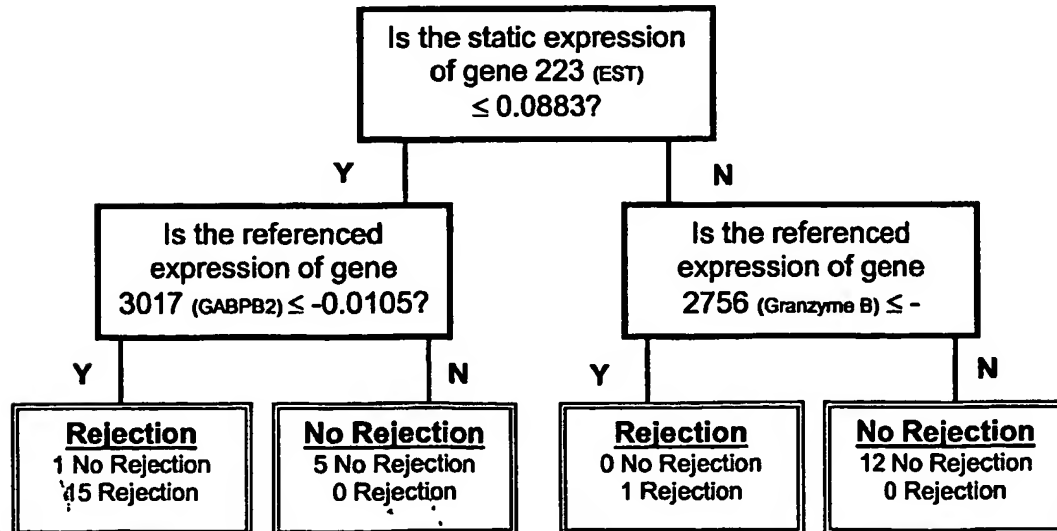 Is the static expression
of gene 223 (EST)
≤ 0.0883?
Y
N
Is the referenced
expression of gene
3017 (GABPB2) ≤ -0.0105?
Is the referenced
expression of gene
2756 (Granzyme B) ≤ -
Y
N
Y
N
Rejection
1 No Rejection
15 Rejection
No Rejection
5 No Rejection
0 Rejection
Rejection
0 No Rejection
1 Rejection
No Rejection
12 No Rejection
0 Rejection